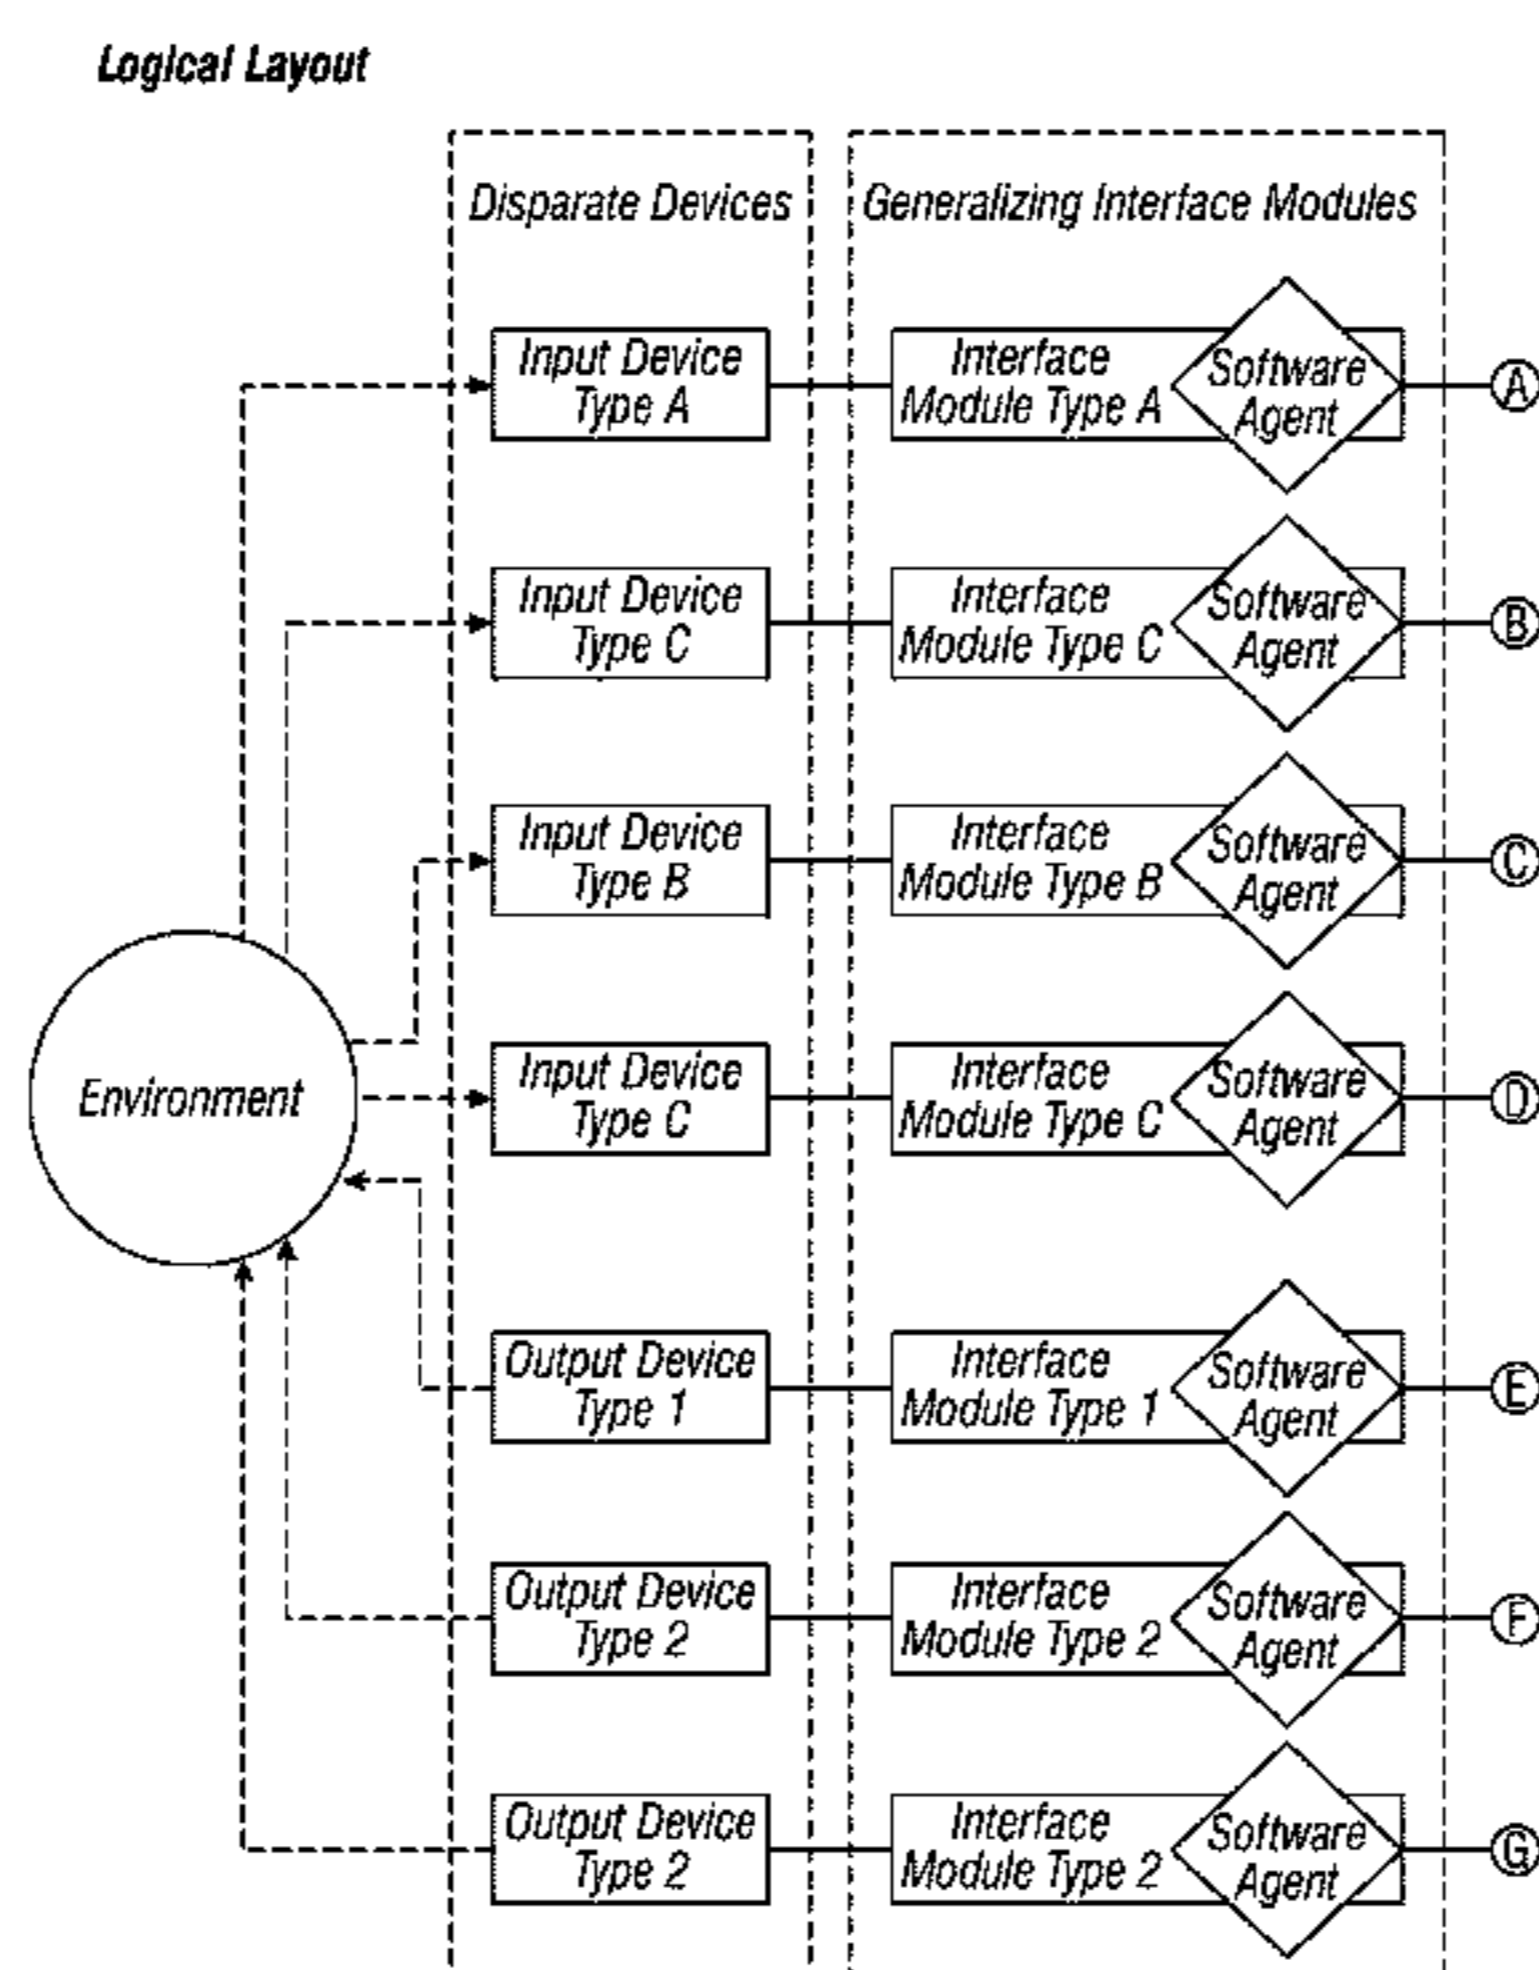 Logical Layout
Disparate Devices
Generalizing Interface Modules
Input Device
Type A
Interface
Module Type A
Software
Agent
A
Input Device
Type C
Interface
Module Type C
Software
Agent
B
Input Device
Type B
Interface
Module Type B
Software
Agent
C
Environment
Input Device
Type C
Interface
Module Type C
Software
Agent
D
Output Device
Type 1
Interface
Module Type 1
Software
Agent
E
Output Device
Type 2
Interface
Module Type 2
Software
Agent
F
Output Device
Type 2
Interface
Module Type 2
Software
Agent
G